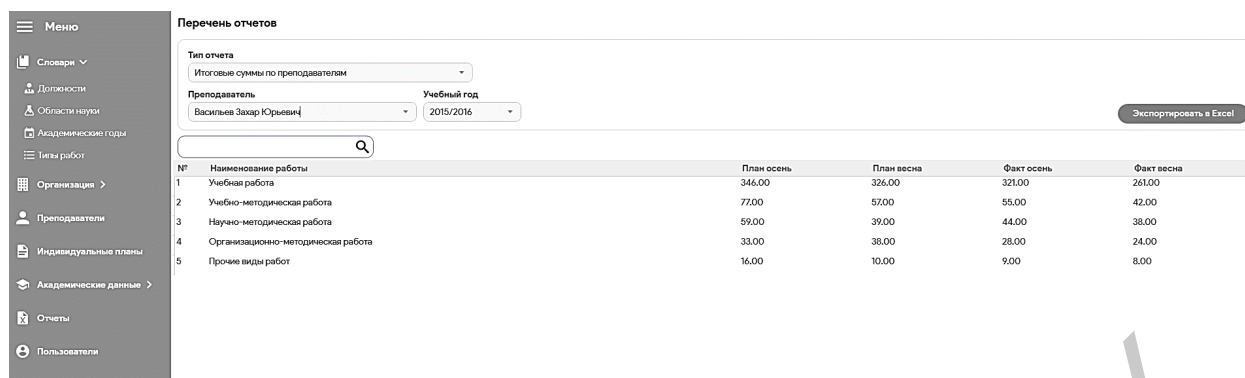 Меню
Словари
Должности
Области науки
Академические годы
Типы работ
Организация
Преподаватели
Индивидуальные планы
Академические данные
Отчеты
Пользователи
Перечень отчетов
Тип отчета
Итоговые суммы по преподавателям
Преподаватель Учебный год
Васильев Захар Юрьевич 2015/2016
Экспортировать в Excel
№ Наименование работы План осень План весна Факт осень Факт весна
1 Учебная работа 346.00 326.00 321.00 261.00
2 Учебно-методическая работа 77.00 57.00 55.00 42.00
3 Научно-методическая работа 59.00 39.00 44.00 38.00
4 Организационно-методическая работа 33.00 38.00 28.00 24.00
5 Прочие виды работ 16.00 10.00 9.00 8.00